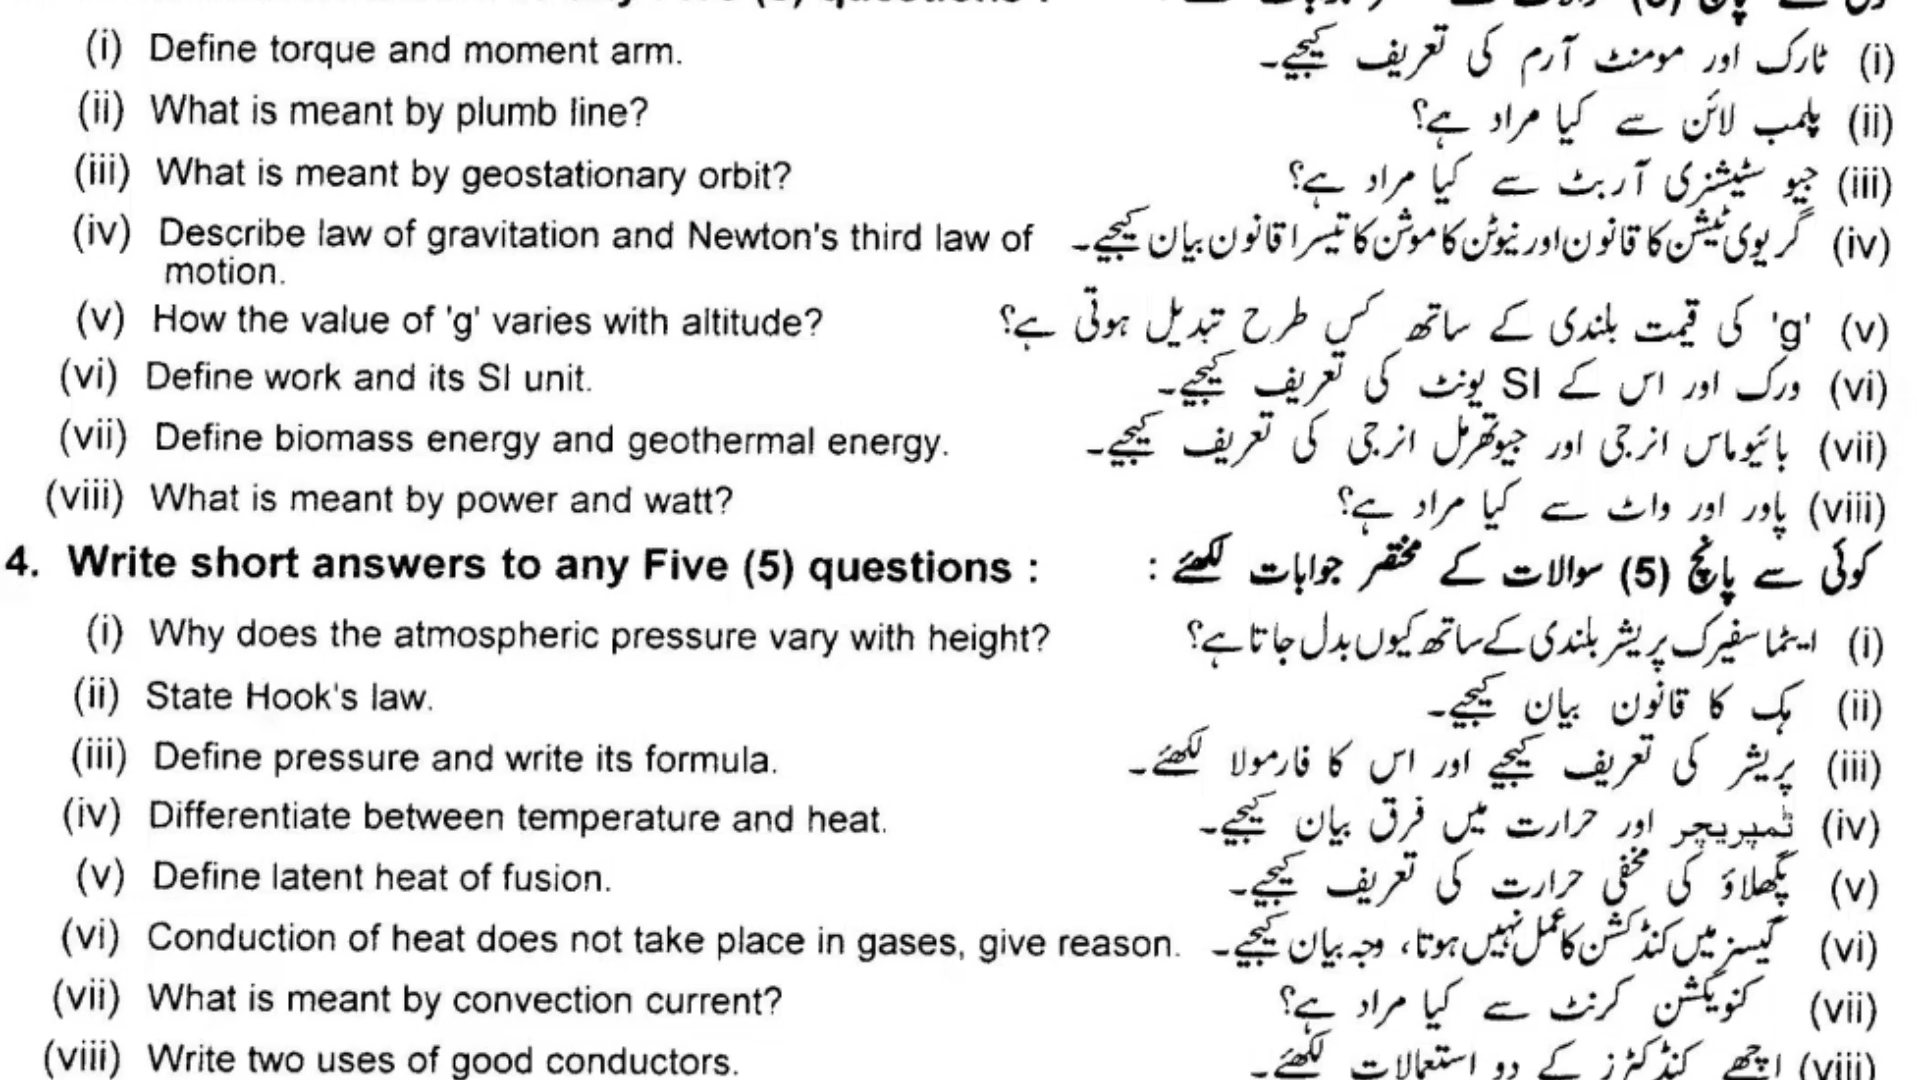 (5) questions :
(i) Define torque and moment arm. (i) ٹارک اور مومنٹ آرم کی تعریف کیجیے۔
(ii) What is meant by plumb line? (ii) پلمب لائن سے کیا مراد ہے؟
(iii) What is meant by geostationary orbit? (iii) جیو سٹیشنری آربٹ سے کیا مراد ہے؟
(iv) Describe law of gravitation and Newton's third law of (iv) گریوی ٹیشن کا قانون اور نیوٹن کا موشن کا تیسرا قانون بیان کیجیے۔
motion.
(v) How the value of 'g' varies with altitude? (v) 'g' کی قیمت بلندی کے ساتھ کس طرح تبدیل ہوتی ہے؟
(vi) Define work and its SI unit. (vi) ورک اور اس کے SI یونٹ کی تعریف کیجیے۔
(vii) Define biomass energy and geothermal energy. (vii) بائیوماس انرجی اور جیوتھرمل انرجی کی تعریف کیجیے۔
(viii) What is meant by power and watt? (viii) پاور اور واٹ سے کیا مراد ہے؟
4. Write short answers to any Five (5) questions : کوئی سے پانچ (5) سوالات کے مختصر جوابات لکھئے :
(i) Why does the atmospheric pressure vary with height? (i) ایٹماسفیرک پریشر بلندی کے ساتھ کیوں بدل جاتا ہے؟
(ii) State Hook's law. (ii) ہک کا قانون بیان کیجیے۔
(iii) Define pressure and write its formula. (iii) پریشر کی تعریف کیجیے اور اس کا فارمولا لکھئے۔
(iv) Differentiate between temperature and heat. (iv) ٹمپریچر اور حرارت میں فرق بیان کیجیے۔
(v) Define latent heat of fusion. (v) پگھلاؤ کی مخفی حرارت کی تعریف کیجیے۔
(vi) Conduction of heat does not take place in gases, give reason. (vi) گیسز میں کنڈکشن کا عمل نہیں ہوتا، وجہ بیان کیجیے۔
(vii) What is meant by convection current? (vii) کنویکشن کرنٹ سے کیا مراد ہے؟
(viii) Write two uses of good conductors. (viii) اچھے کنڈکٹرز کے دو استعمالات لکھئے۔